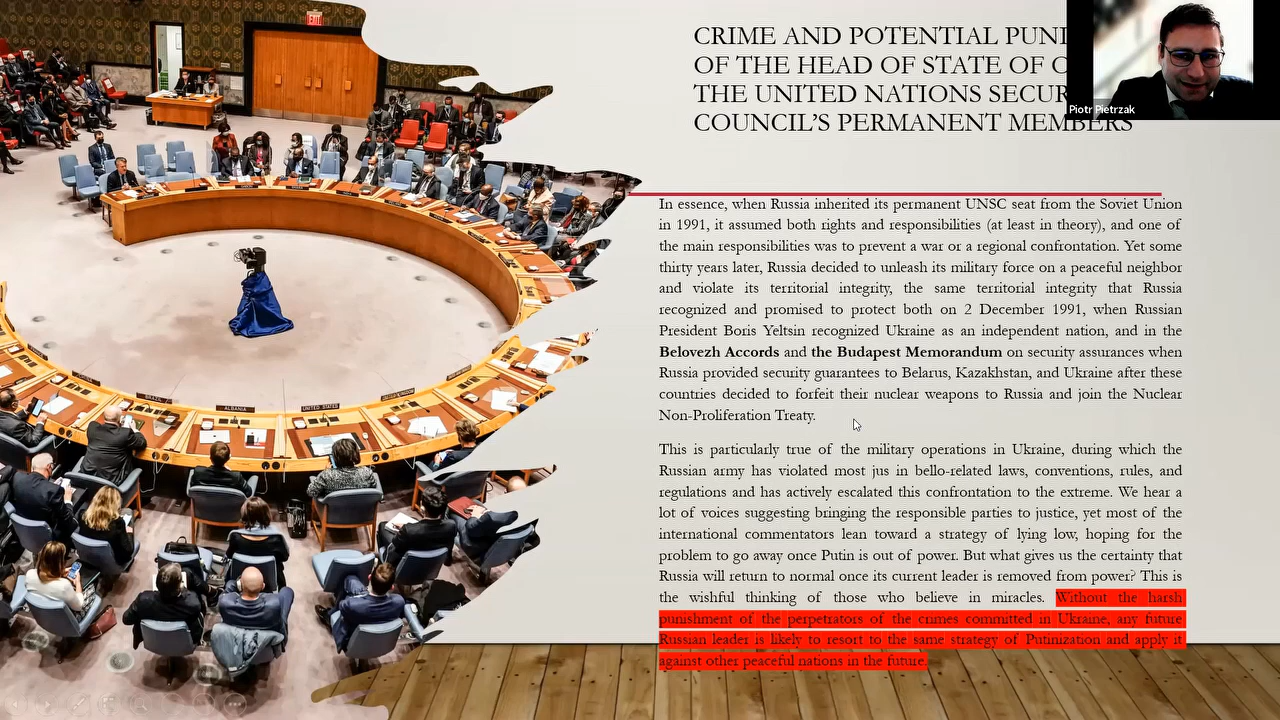 CRIME AND POTENTIAL PUNI
OF THE HEAD OF STATE OF
THE UNITED NATIONS SECUR
COUNCIL'S PERMANENT MEMBERS
Piotr Pietrzak
In essence, when Russia inherited its permanent UNSC seat from the Soviet Union
in 1991, it assumed both rights and responsibilities (at least in theory), and one of
the main responsibilities was to prevent a war or a regional confrontation. Yet some
thirty years later, Russia decided to unleash its military force on a peaceful neighbor
and violate its territorial integrity, the same territorial integrity that Russia
recognized and promised to protect both on 2 December 1991, when Russian
President Boris Yeltsin recognized Ukraine as an independent nation, and in the
Belovezh Accords and the Budapest Memorandum on security assurances when
Russia provided security guarantees to Belarus, Kazakhstan, and Ukraine after these
countries decided to forfeit their nuclear weapons to Russia and join the Nuclear
Non-Proliferation Treaty.
This is particularly true of the military operations in Ukraine, during which the
Russian army has violated most jus in bello-related laws, conventions, rules, and
regulations and has actively escalated this confrontation to the extreme. We hear a
lot of voices suggesting bringing the responsible parties to justice, yet most of the
international commentators lean toward a strategy of lying low, hoping for the
problem to go away once Putin is out of power. But what gives us the certainty that
Russia will return to normal once its current leader is removed from power? This is
the wishful thinking of those who believe in miracles. Without the harsh
punishment of the perpetrators of the crimes committed in Ukraine, any future
Russian leader is likely to resort to the same strategy of Putinization and apply it
against other peaceful nations in the future.
EXIT
BRAZIL
ALBANIA
UNITED STATES